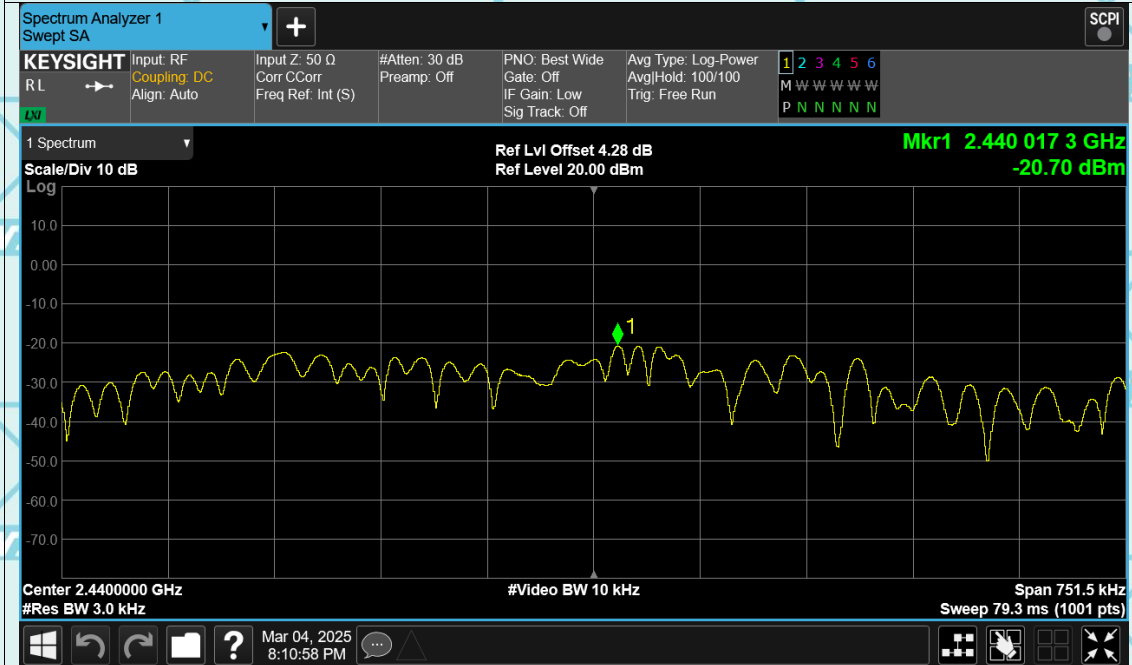 Spectrum Analyzer 1
Swept SA
+
SCPI
KEYSIGHT
R L
LXI
Input: RF
Coupling: DC
Align: Auto
Input Z: 50 Ω
Corr CCorr
Freq Ref: Int (S)
#Atten: 30 dB
Preamp: Off
PNO: Best Wide
Gate: Off
IF Gain: Low
Sig Track: Off
Avg Type: Log-Power
Avg|Hold: 100/100
Trig: Free Run
1 2 3 4 5 6
M W W W W W
P N N N N N
1 Spectrum
Scale/Div 10 dB
Ref Lvl Offset 4.28 dB
Ref Level 20.00 dBm
Mkr1 2.440 017 3 GHz
-20.70 dBm
Log
10.0
0.00
-10.0
-20.0
-30.0
-40.0
-50.0
-60.0
-70.0
1
Center 2.4400000 GHz
#Res BW 3.0 kHz
#Video BW 10 kHz
Span 751.5 kHz
Sweep 79.3 ms (1001 pts)
?
Mar 04, 2025
8:10:58 PM